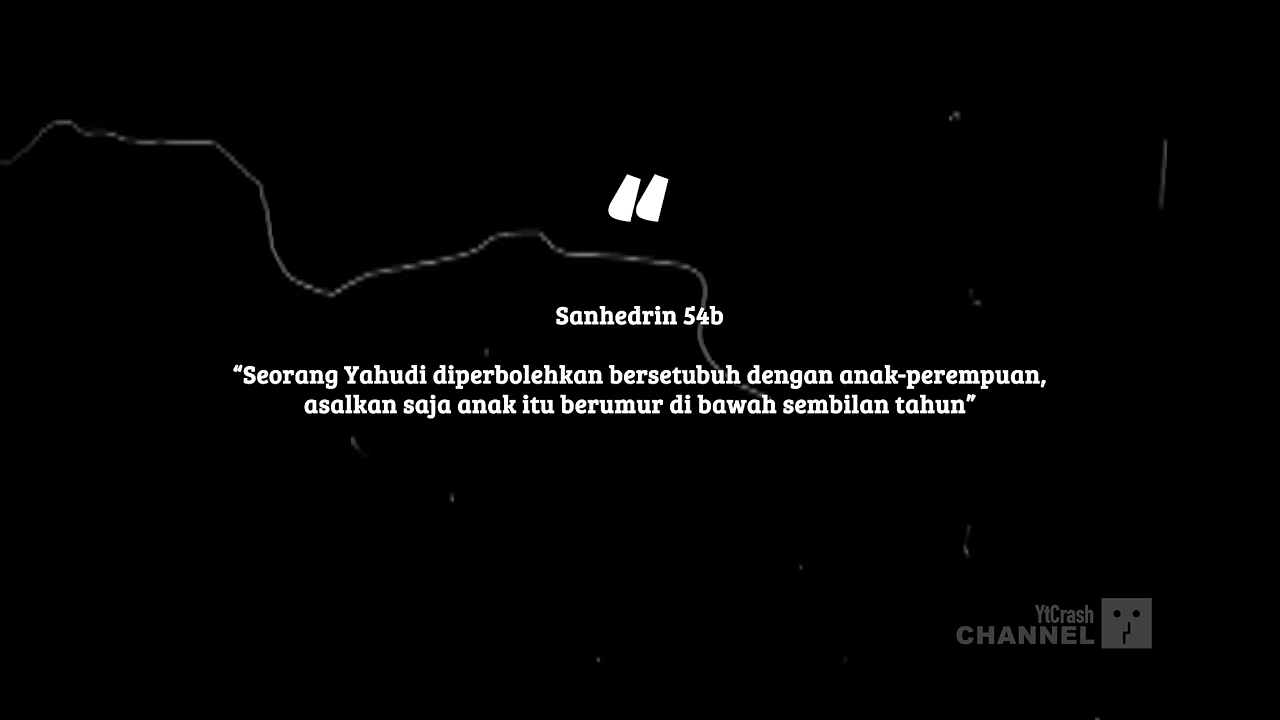 Sanhedrin 54b
“Seorang Yahudi diperbolehkan bersetubuh dengan anak-perempuan,
asalkan saja anak itu berumur di bawah sembilan tahun”
YtCrash
CHANNEL